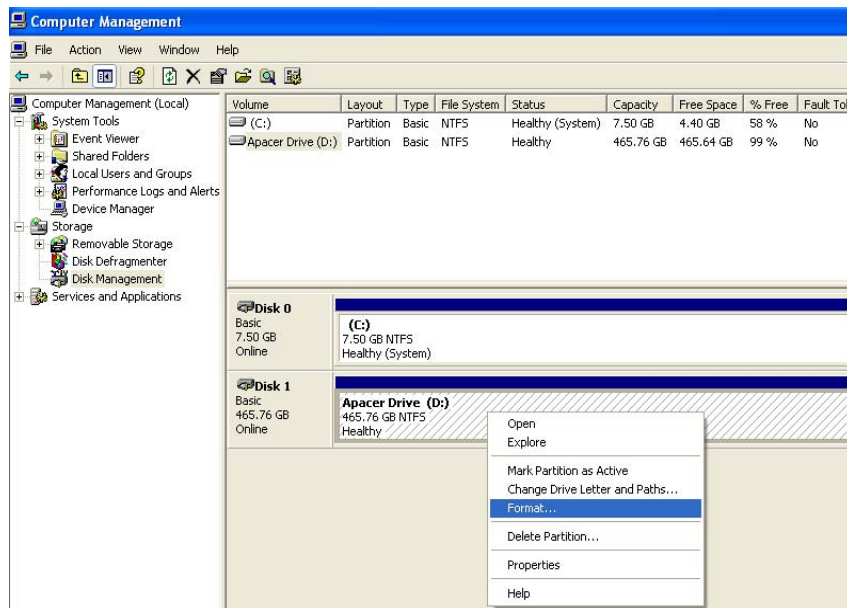 Computer Management
File Action View Window Help
Computer Management (Local)
System Tools
Event Viewer
Shared Folders
Local Users and Groups
Performance Logs and Alerts
Device Manager
Storage
Removable Storage
Disk Defragmenter
Disk Management
Services and Applications
Volume Layout Type File System Status Capacity Free Space % Free Fault Tol
(C:) Partition Basic NTFS Healthy (System) 7.50 GB 4.40 GB 58 % No
Apacer Drive (D:) Partition Basic NTFS Healthy 465.76 GB 465.64 GB 99 % No
Disk 0
Basic
7.50 GB
Online
(C:)
7.50 GB NTFS
Healthy (System)
Disk 1
Basic
465.76 GB
Online
Apacer Drive (D:)
465.76 GB NTFS
Healthy
Open
Explore
Mark Partition as Active
Change Drive Letter and Paths...
Format...
Delete Partition...
Properties
Help